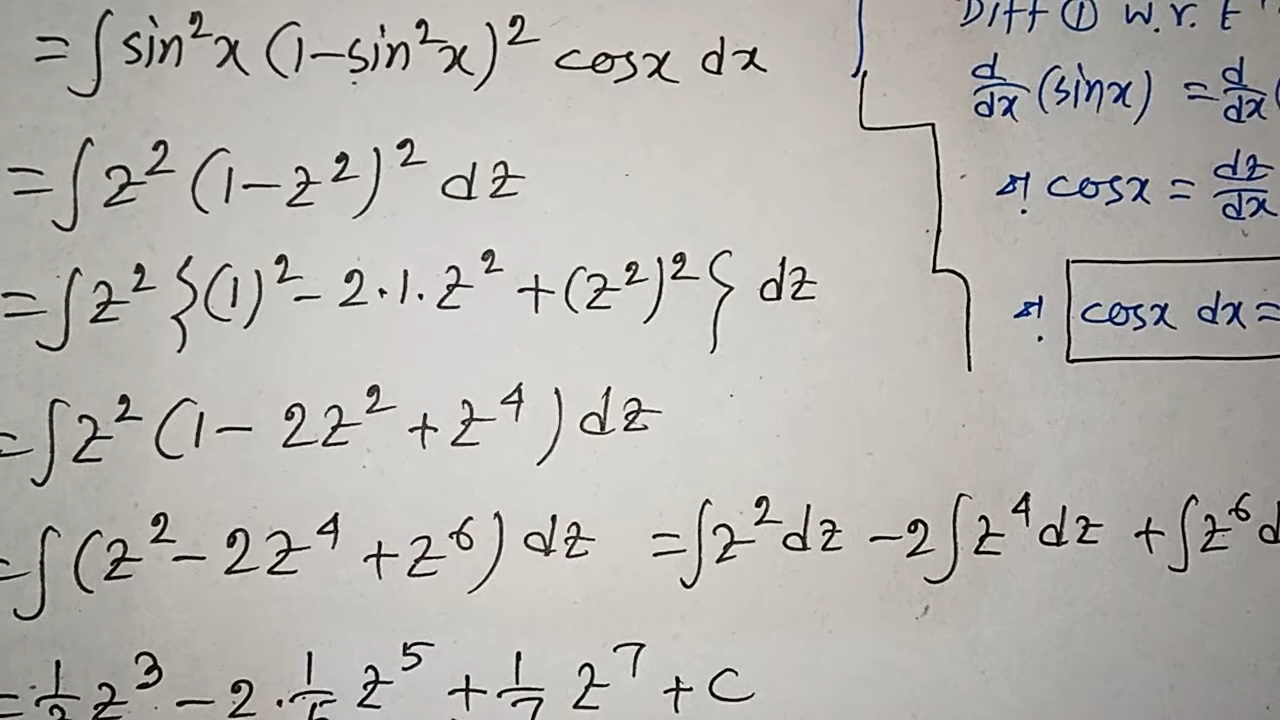 = ∫ sin²x (1-sin²x)² cosx dx
= ∫ z² (1-z²)² dz
= ∫ z² {(1)² - 2·1·z² + (z²)²} dz
= ∫ z² (1 - 2z² + z⁴) dz
= ∫ (z² - 2z⁴ + z⁶) dz = ∫ z² dz - 2 ∫ z⁴ dz + ∫ z⁶ d
= 1/3 z³ - 2 · 1/5 z⁵ + 1/7 z⁷ + c
Diff ① w.r.t
d/dx (sinx) = d/dx (
বা, cosx = dz/dx
বা, cosx dx =